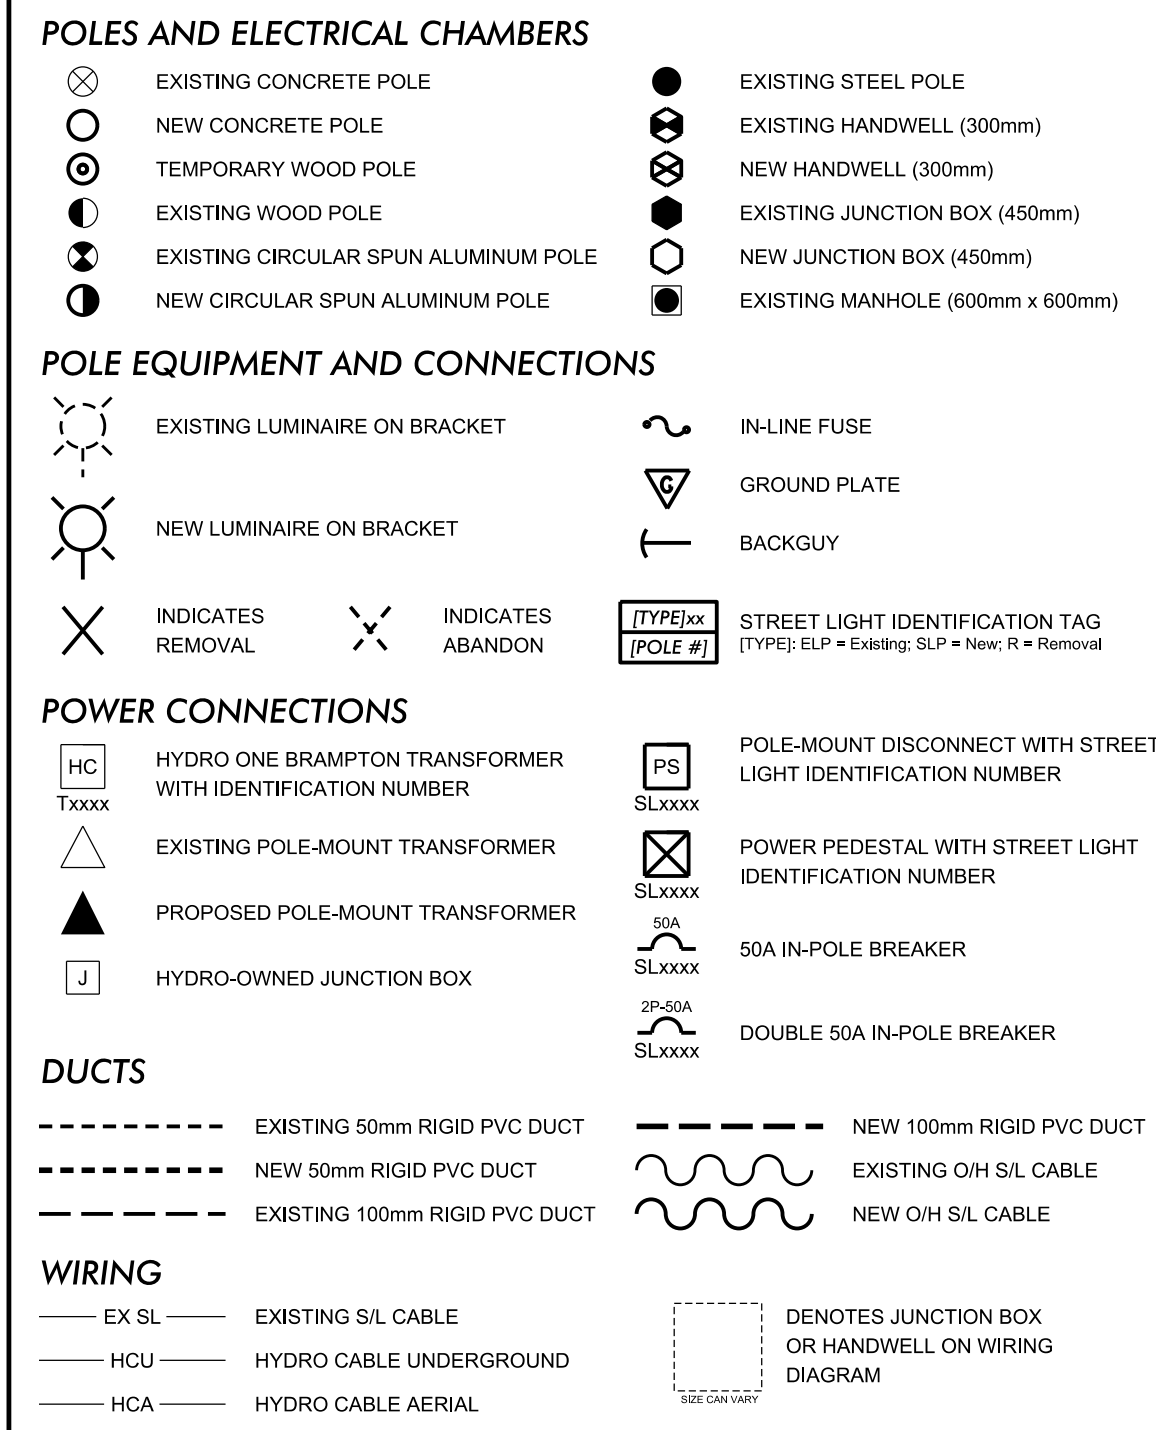 POLES AND ELECTRICAL CHAMBERS
EXISTING CONCRETE POLE
NEW CONCRETE POLE
TEMPORARY WOOD POLE
EXISTING WOOD POLE
EXISTING CIRCULAR SPUN ALUMINUM POLE
NEW CIRCULAR SPUN ALUMINUM POLE
EXISTING STEEL POLE
EXISTING HANDWELL (300mm)
NEW HANDWELL (300mm)
EXISTING JUNCTION BOX (450mm)
NEW JUNCTION BOX (450mm)
EXISTING MANHOLE (600mm x 600mm)
POLE EQUIPMENT AND CONNECTIONS
EXISTING LUMINAIRE ON BRACKET
NEW LUMINAIRE ON BRACKET
INDICATES
REMOVAL
INDICATES
ABANDON
IN-LINE FUSE
G
GROUND PLATE
BACKGUY
[TYPE]xx
[POLE #]
STREET LIGHT IDENTIFICATION TAG
[TYPE]: ELP = Existing; SLP = New; R = Removal
POWER CONNECTIONS
HC
Txxxx
HYDRO ONE BRAMPTON TRANSFORMER
WITH IDENTIFICATION NUMBER
EXISTING POLE-MOUNT TRANSFORMER
PROPOSED POLE-MOUNT TRANSFORMER
J
HYDRO-OWNED JUNCTION BOX
PS
SLxxxx
POLE-MOUNT DISCONNECT WITH STREET
LIGHT IDENTIFICATION NUMBER
SLxxxx
POWER PEDESTAL WITH STREET LIGHT
IDENTIFICATION NUMBER
50A
SLxxxx
50A IN-POLE BREAKER
2P-50A
SLxxxx
DOUBLE 50A IN-POLE BREAKER
DUCTS
EXISTING 50mm RIGID PVC DUCT
NEW 50mm RIGID PVC DUCT
EXISTING 100mm RIGID PVC DUCT
NEW 100mm RIGID PVC DUCT
EXISTING O/H S/L CABLE
NEW O/H S/L CABLE
WIRING
EX SL
EXISTING S/L CABLE
HCU
HYDRO CABLE UNDERGROUND
HCA
HYDRO CABLE AERIAL
SIZE CAN VARY
DENOTES JUNCTION BOX
OR HANDWELL ON WIRING
DIAGRAM